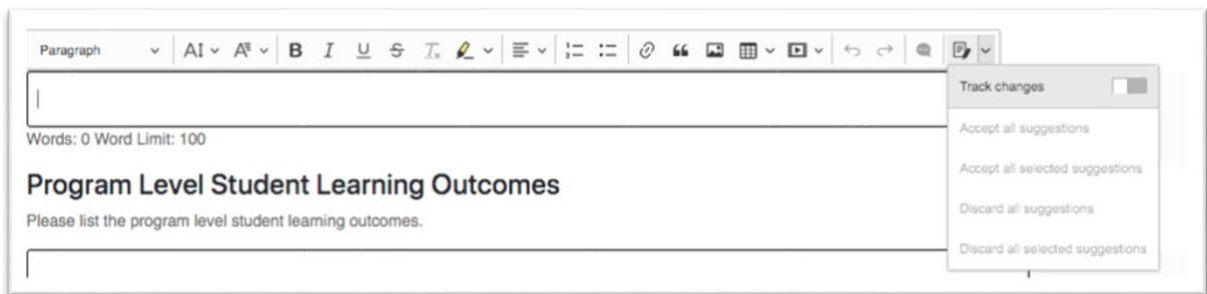 Paragraph
Track changes
Accept all suggestions
Accept all selected suggestions
Discard all suggestions
Discard all selected suggestions
Words: 0 Word Limit: 100
Program Level Student Learning Outcomes
Please list the program level student learning outcomes.